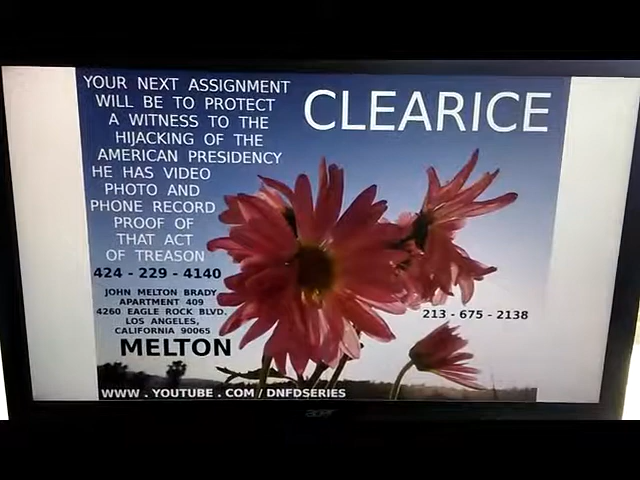 YOUR NEXT ASSIGNMENT
WILL BE TO PROTECT
A WITNESS TO THE
HIJACKING OF THE
AMERICAN PRESIDENCY
HE HAS VIDEO
PHOTO AND
PHONE RECORD
PROOF OF
THAT ACT
OF TREASON
424 - 229 - 4140
JOHN MELTON BRADY
APARTMENT 409
4260 EAGLE ROCK BLVD.
LOS ANGELES,
CALIFORNIA 90065
MELTON
CLEARICE
213 - 675 - 2138
WWW . YOUTUBE . COM / DNFDSERIES
acer